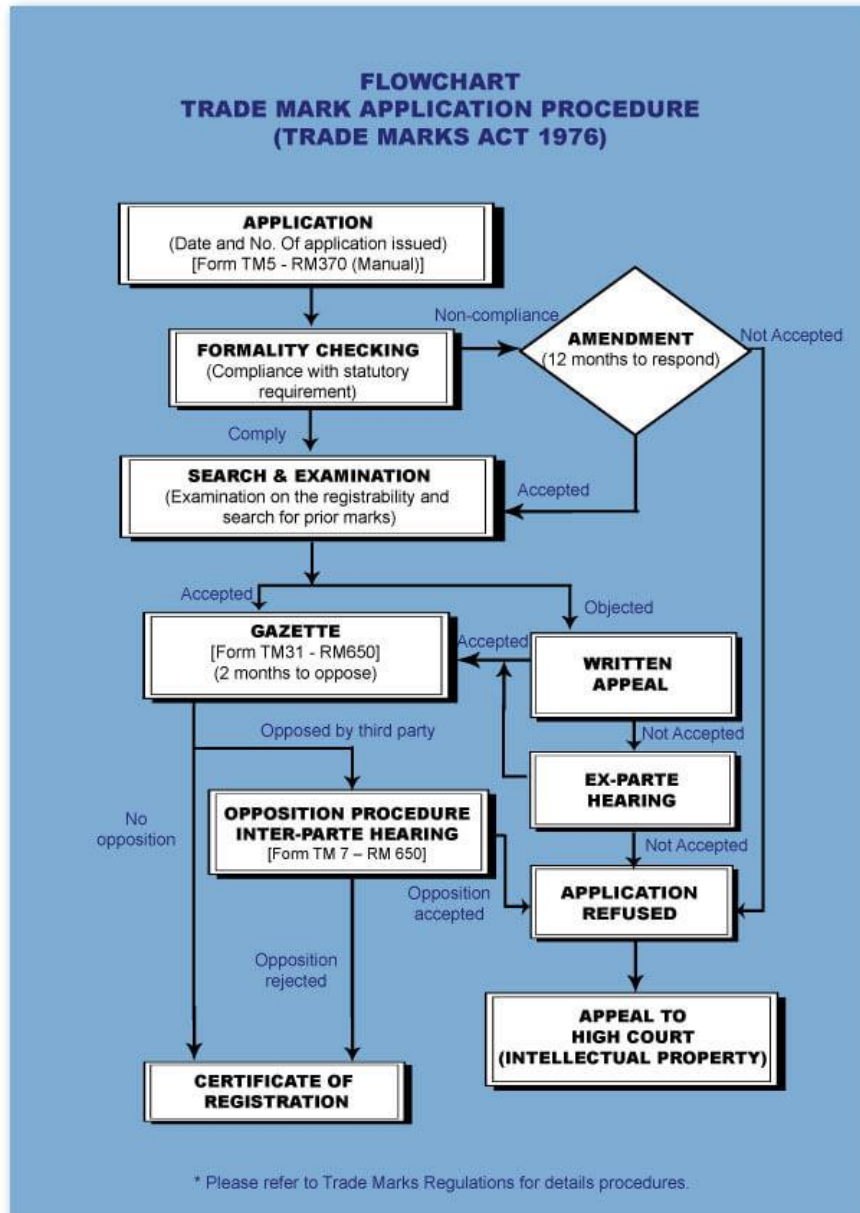 FLOWCHART
TRADE MARK APPLICATION PROCEDURE
(TRADE MARKS ACT 1976)
APPLICATION
(Date and No. Of application issued)
[Form TM5 - RM370 (Manual)]
Non-compliance
FORMALITY CHECKING
(Compliance with statutory
requirement)
AMENDMENT
(12 months to respond)
Not Accepted
Comply
SEARCH & EXAMINATION
(Examination on the registrability and
search for prior marks)
Accepted
Accepted
Objected
GAZETTE
[Form TM31 - RM650]
(2 months to oppose)
Accepted
WRITTEN
APPEAL
Not Accepted
Opposed by third party
EX-PARTE
HEARING
No
opposition
OPPOSITION PROCEDURE
INTER-PARTE HEARING
[Form TM 7 – RM 650]
Not Accepted
Opposition
accepted
APPLICATION
REFUSED
Opposition
rejected
APPEAL TO
HIGH COURT
(INTELLECTUAL PROPERTY)
CERTIFICATE OF
REGISTRATION
* Please refer to Trade Marks Regulations for details procedures.